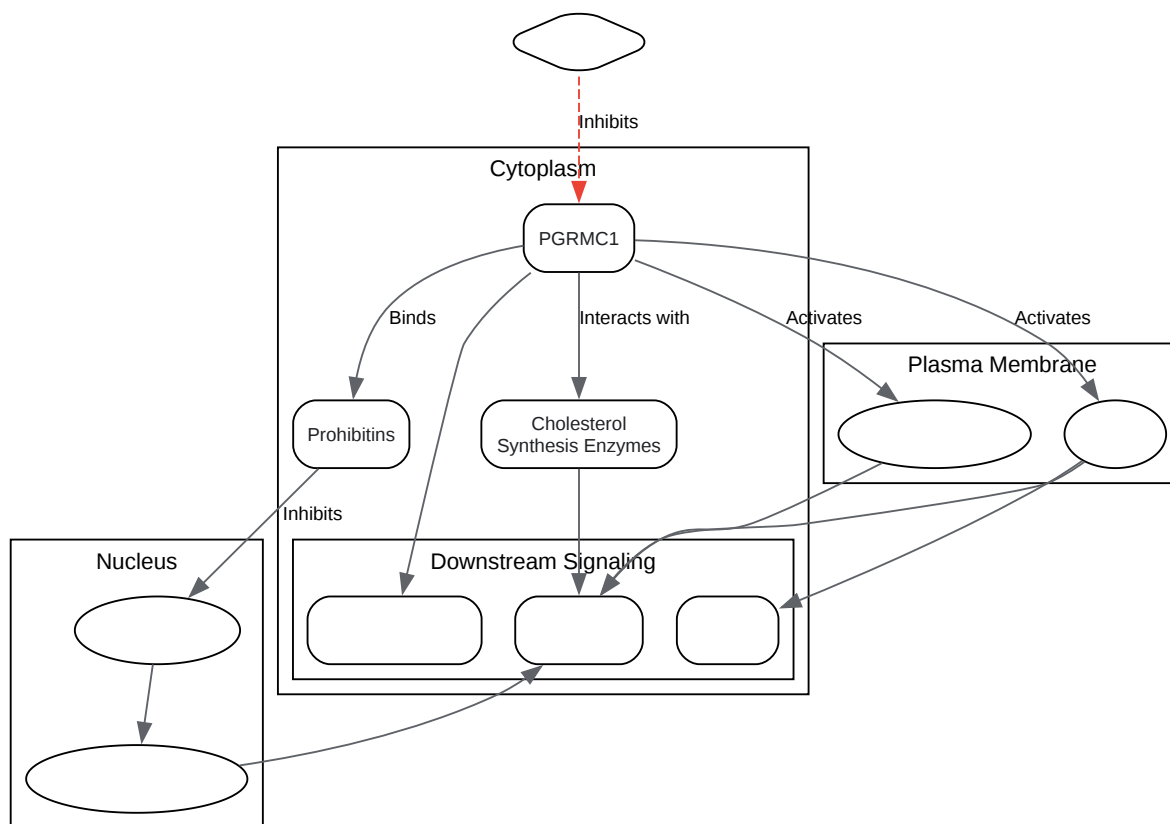 Inhibits
Cytoplasm
PGRMC1
Binds
Interacts with
Activates
Activates
Plasma Membrane
Prohibitins
Cholesterol
Synthesis Enzymes
Inhibits
Nucleus
Downstream Signaling